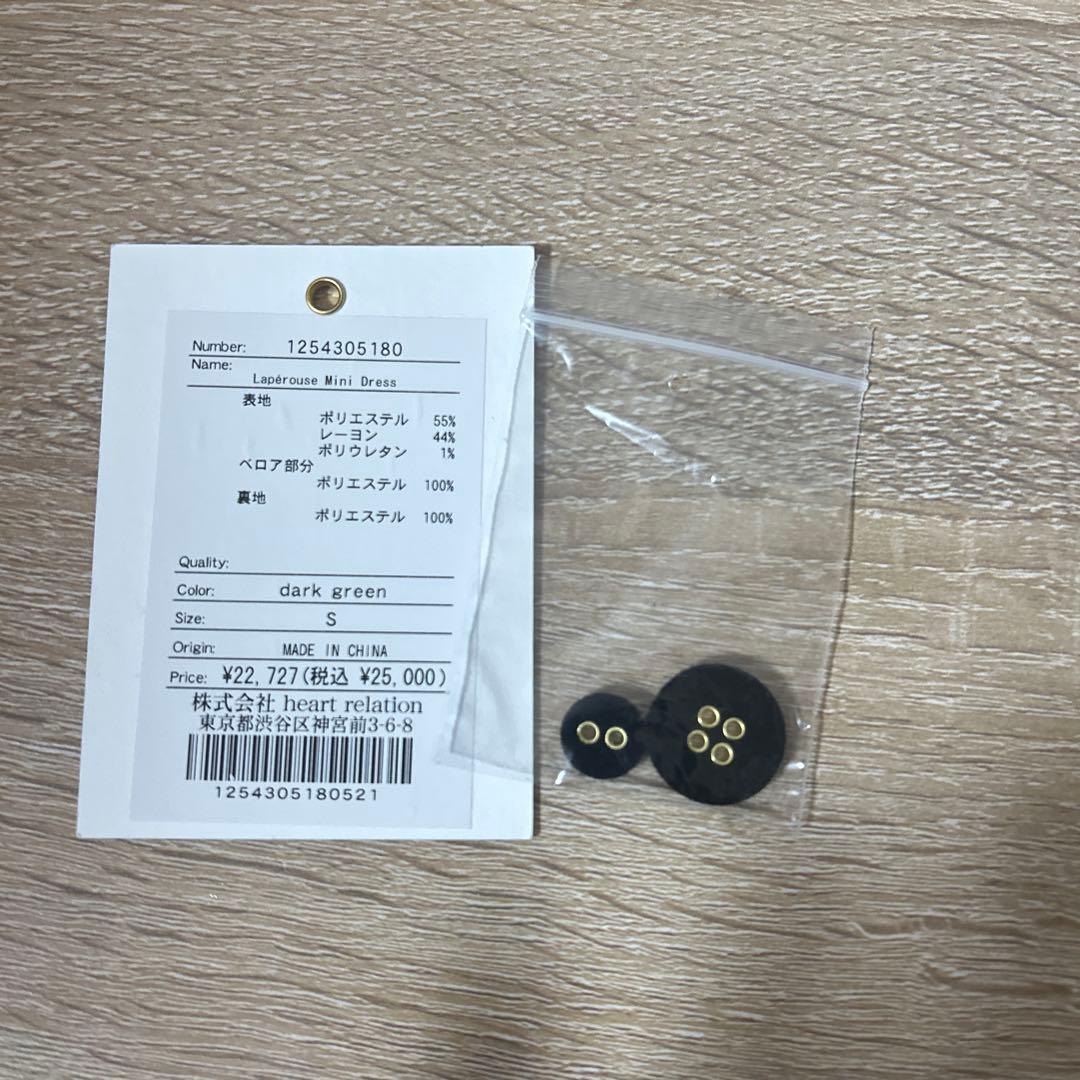 Number: 1254305180
Name:
Lapérouse Mini Dress
表地
ポリエステル 55%
レーヨン 44%
ポリウレタン 1%
ベロア部分
ポリエステル 100%
裏地
ポリエステル 100%
Quality:
Color: dark green
Size: S
Origin: MADE IN CHINA
Price: ¥22,727(税込 ¥25,000)
株式会社 heart relation
東京都渋谷区神宮前3-6-8
1254305180521